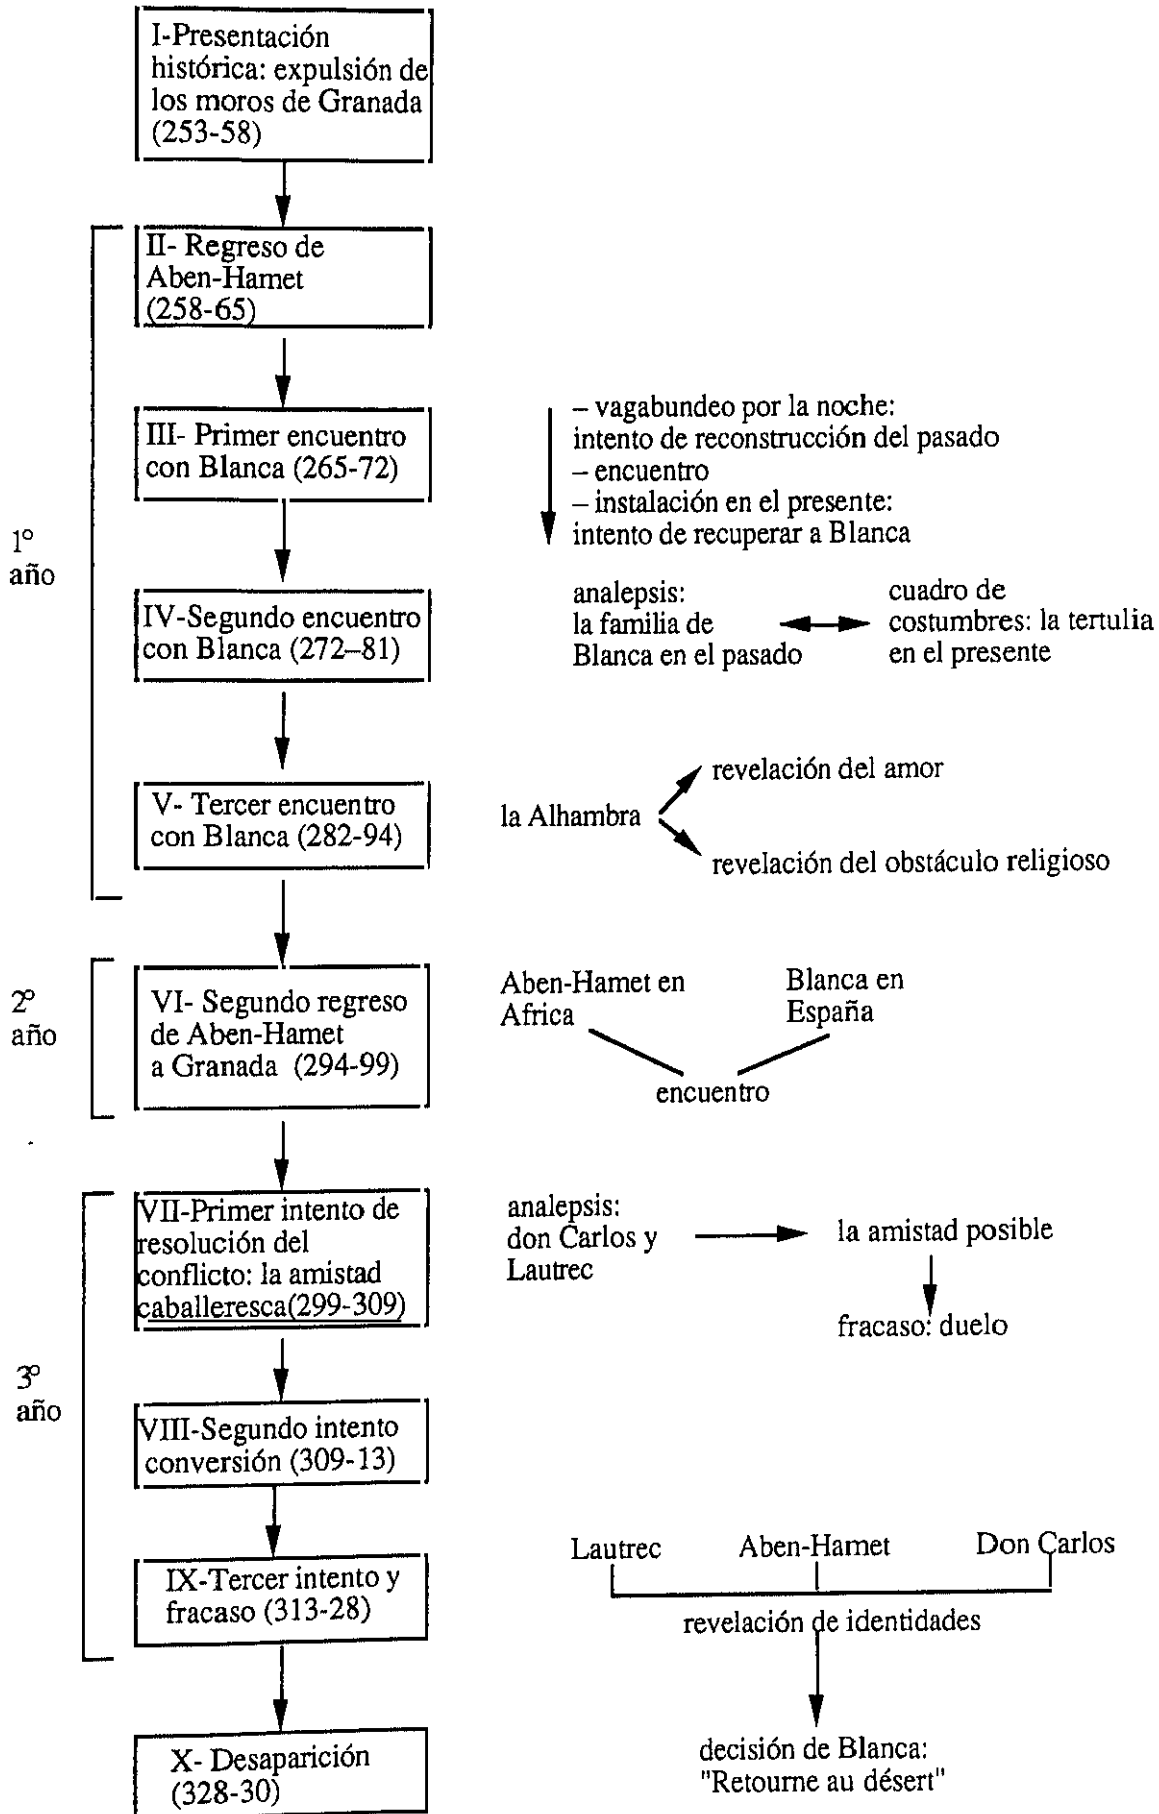 I-Presentación
histórica: expulsión de
los moros de Granada
(253-58)
II- Regreso de
Aben-Hamet
(258-65)
1º
año
III- Primer encuentro
con Blanca (265-72)
– vagabundeo por la noche:
intento de reconstrucción del pasado
– encuentro
– instalación en el presente:
intento de recuperar a Blanca
IV-Segundo encuentro
con Blanca (272–81)
analepsis:
la familia de
Blanca en el pasado
cuadro de
costumbres: la tertulia
en el presente
V- Tercer encuentro
con Blanca (282-94)
la Alhambra
revelación del amor
revelación del obstáculo religioso
2º
año
VI- Segundo regreso
de Aben-Hamet
a Granada (294-99)
Aben-Hamet en
Africa
Blanca en
España
encuentro
3º
año
VII-Primer intento de
resolución del
conflicto: la amistad
caballeresca(299-309)
analepsis:
don Carlos y
Lautrec
la amistad posible
fracaso: duelo
VIII-Segundo intento
conversión (309-13)
IX-Tercer intento y
fracaso (313-28)
Lautrec
Aben-Hamet
Don Carlos
revelación de identidades
X- Desaparición
(328-30)
decisión de Blanca:
"Retourne au désert"